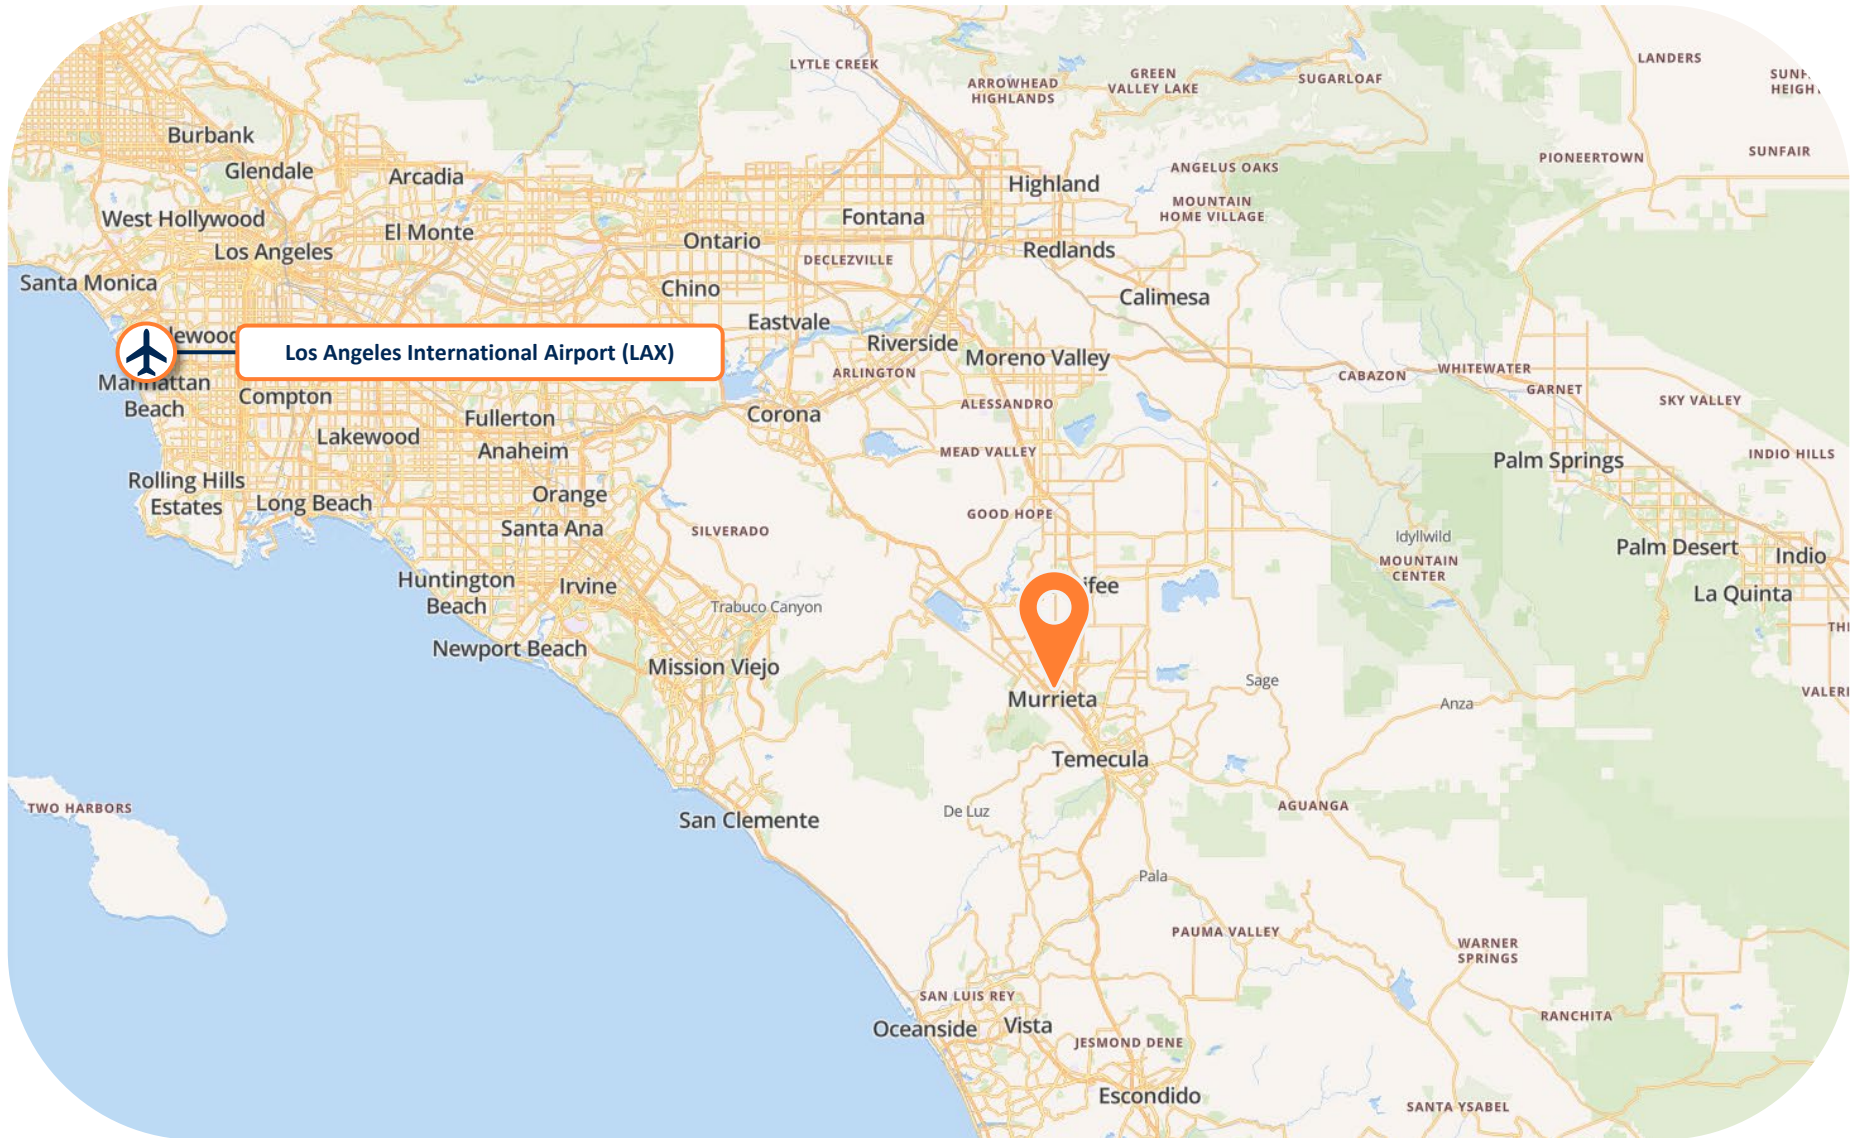 LYTLE CREEK
ARROWHEAD
HIGHLANDS
GREEN
VALLEY LAKE
SUGARLOAF
LANDERS
Burbank
Glendale
Arcadia
Highland
ANGELUS OAKS
PIONEERTOWN
SUNFAIR
West Hollywood
El Monte
Fontana
MOUNTAIN
HOME VILLAGE
Los Angeles
Ontario
DECLEZVILLE
Redlands
Santa Monica
Chino
Calimesa
Eastvale
Riverside
Moreno Valley
Los Angeles International Airport (LAX)
ARLINGTON
CABAZON
WHITEWATER
GARNET
SKY VALLEY
Manhattan
Beach
Compton
Fullerton
Corona
ALESSANDRO
Lakewood
Anaheim
MEAD VALLEY
Palm Springs
INDIO HILLS
Rolling Hills
Estates
Long Beach
Orange
Santa Ana
SILVERADO
GOOD HOPE
Idyllwild
MOUNTAIN
CENTER
Palm Desert
Indio
La Quinta
Huntington
Beach
Irvine
Trabuco Canyon
ifee
Newport Beach
Mission Viejo
Murrieta
Sage
Anza
Temecula
TWO HARBORS
San Clemente
De Luz
AGUANGA
Pala
PAUMA VALLEY
WARNER
SPRINGS
SAN LUIS REY
Oceanside
Vista
JESMOND DENE
RANCHITA
Escondido
SANTA YSABEL